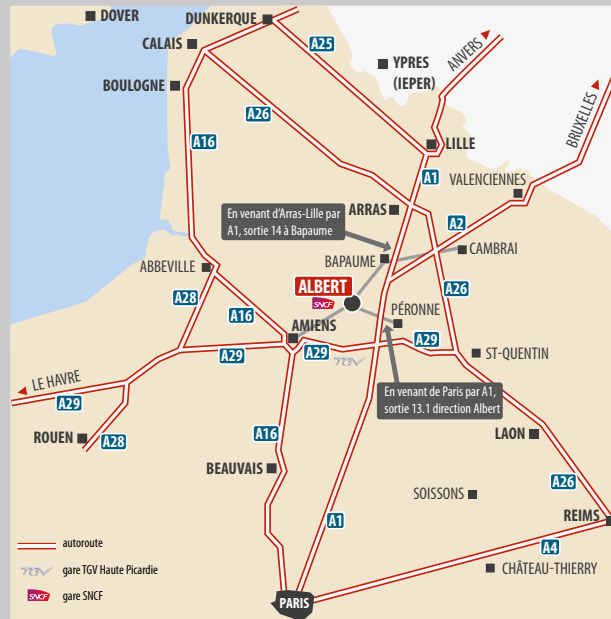 DOVER
DUNKERQUE
CALAIS
A25
YPRES
(IEPER)
ANVERS
BOULOGNE
BRUXELLES
A26
A16
LILLE
A1
VALENCIENNES
ARRAS
En venant d'Arras-Lille par
A1, sortie 14 à Bapaume
A2
BAPAUME
CAMBRAI
ABBEVILLE
ALBERT
SNCF
A26
A28
A16
PÉRONNE
AMIENS
A29
A29
A29
ST-QUENTIN
TGV
LE HAVRE
A29
En venant de Paris par A1,
sortie 13.1 direction Albert
ROUEN
A28
A16
LAON
BEAUVAIS
A26
SOISSONS
A1
REIMS
autoroute
A4
TGV
gare TGV Haute Picardie
CHÂTEAU-THIERRY
SNCF
gare SNCF
PARIS